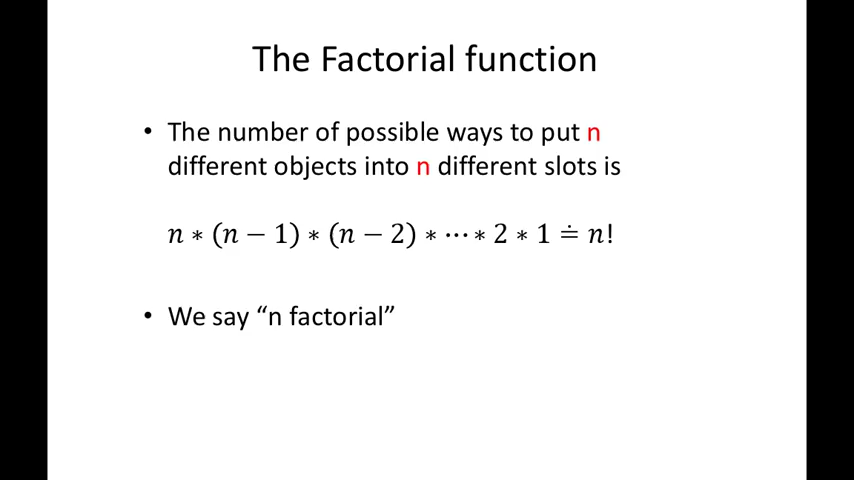 The Factorial function
• The number of possible ways to put n
different objects into n different slots is
n ∗ (n − 1) ∗ (n − 2) ∗ ⋯ ∗ 2 ∗ 1 ≐ n!
• We say “n factorial”